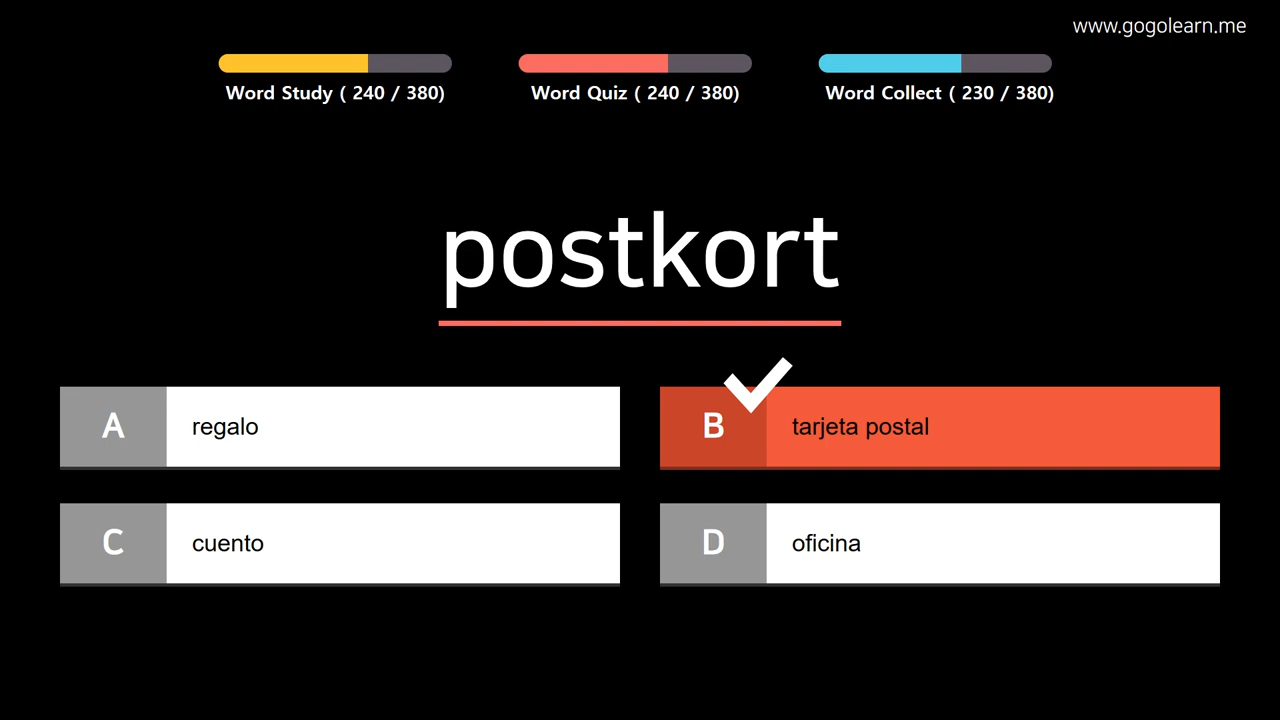 www.gogolearn.me
Word Study ( 240 / 380)
Word Quiz ( 240 / 380)
Word Collect ( 230 / 380)
postkort
A regalo
B tarjeta postal
C cuento
D oficina